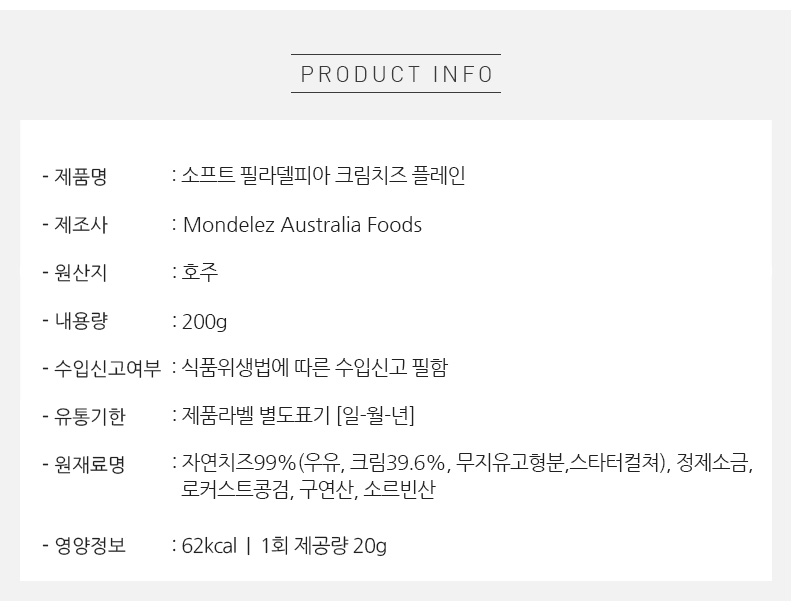 PRODUCT INFO
- 제품명 : 소프트 필라델피아 크림치즈 플레인
- 제조사 : Mondelez Australia Foods
- 원산지 : 호주
- 내용량 : 200g
- 수입신고여부 : 식품위생법에 따른 수입신고 필함
- 유통기한 : 제품라벨 별도표기 [일-월-년]
- 원재료명 : 자연치즈99%(우유, 크림39.6%, 무지유고형분,스타터컬쳐), 정제소금,
로커스트콩검, 구연산, 소르빈산
- 영양정보 : 62kcal | 1회 제공량 20g